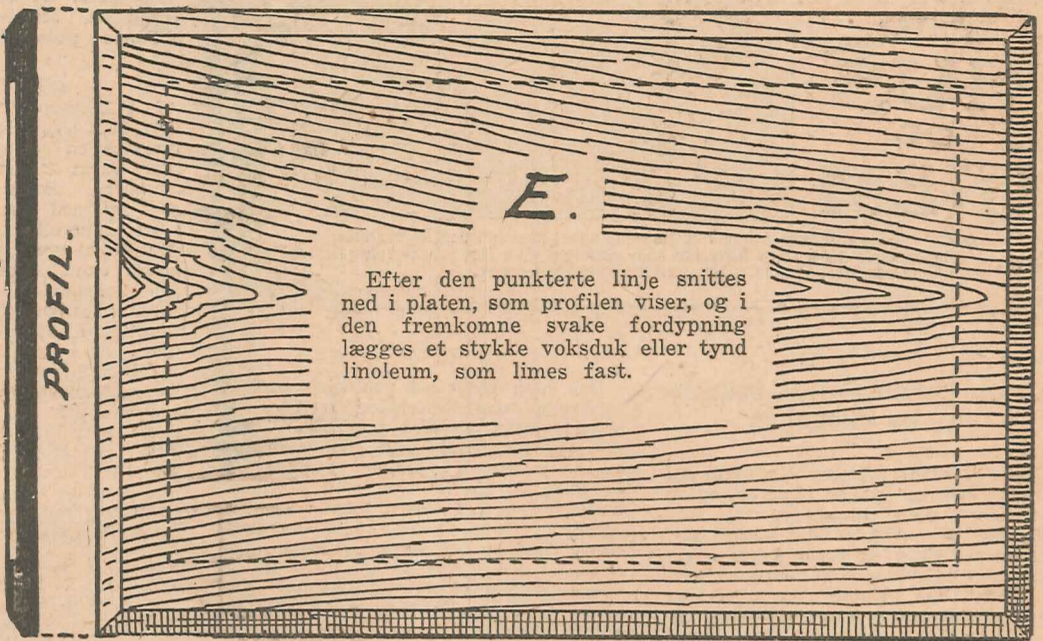 PROFIL.
E.
Efter den punkterte linje snittes
ned i platen, som profilen viser, og i
den fremkomne svake fordypning
lægges et stykke voksduk eller tynd
linoleum, som limes fast.